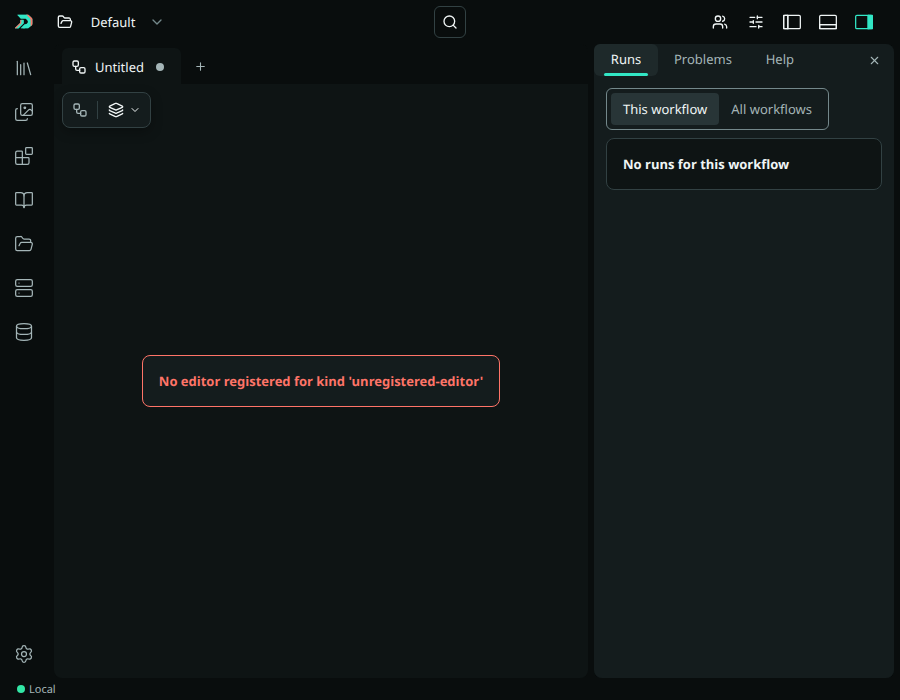 Default
Untitled
Runs
Problems
Help
This workflow
All workflows
No runs for this workflow
No editor registered for kind 'unregistered-editor'
Local